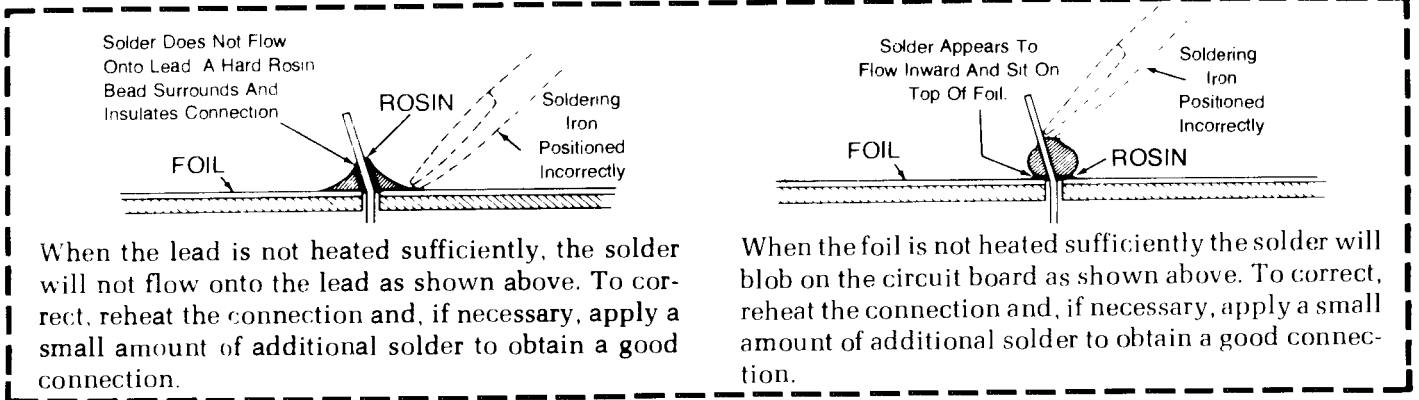 Solder Does Not Flow
Onto Lead A Hard Rosin
Bead Surrounds And
Insulates Connection
ROSIN
Soldering
Iron
Positioned
Incorrectly
FOIL
When the lead is not heated sufficiently, the solder
will not flow onto the lead as shown above. To cor-
rect, reheat the connection and, if necessary, apply a
small amount of additional solder to obtain a good
connection.
Solder Appears To
Flow Inward And Sit On
Top Of Foil.
Soldering
Iron
Positioned
Incorrectly
FOIL
ROSIN
When the foil is not heated sufficiently the solder will
blob on the circuit board as shown above. To correct,
reheat the connection and, if necessary, apply a small
amount of additional solder to obtain a good connec-
tion.